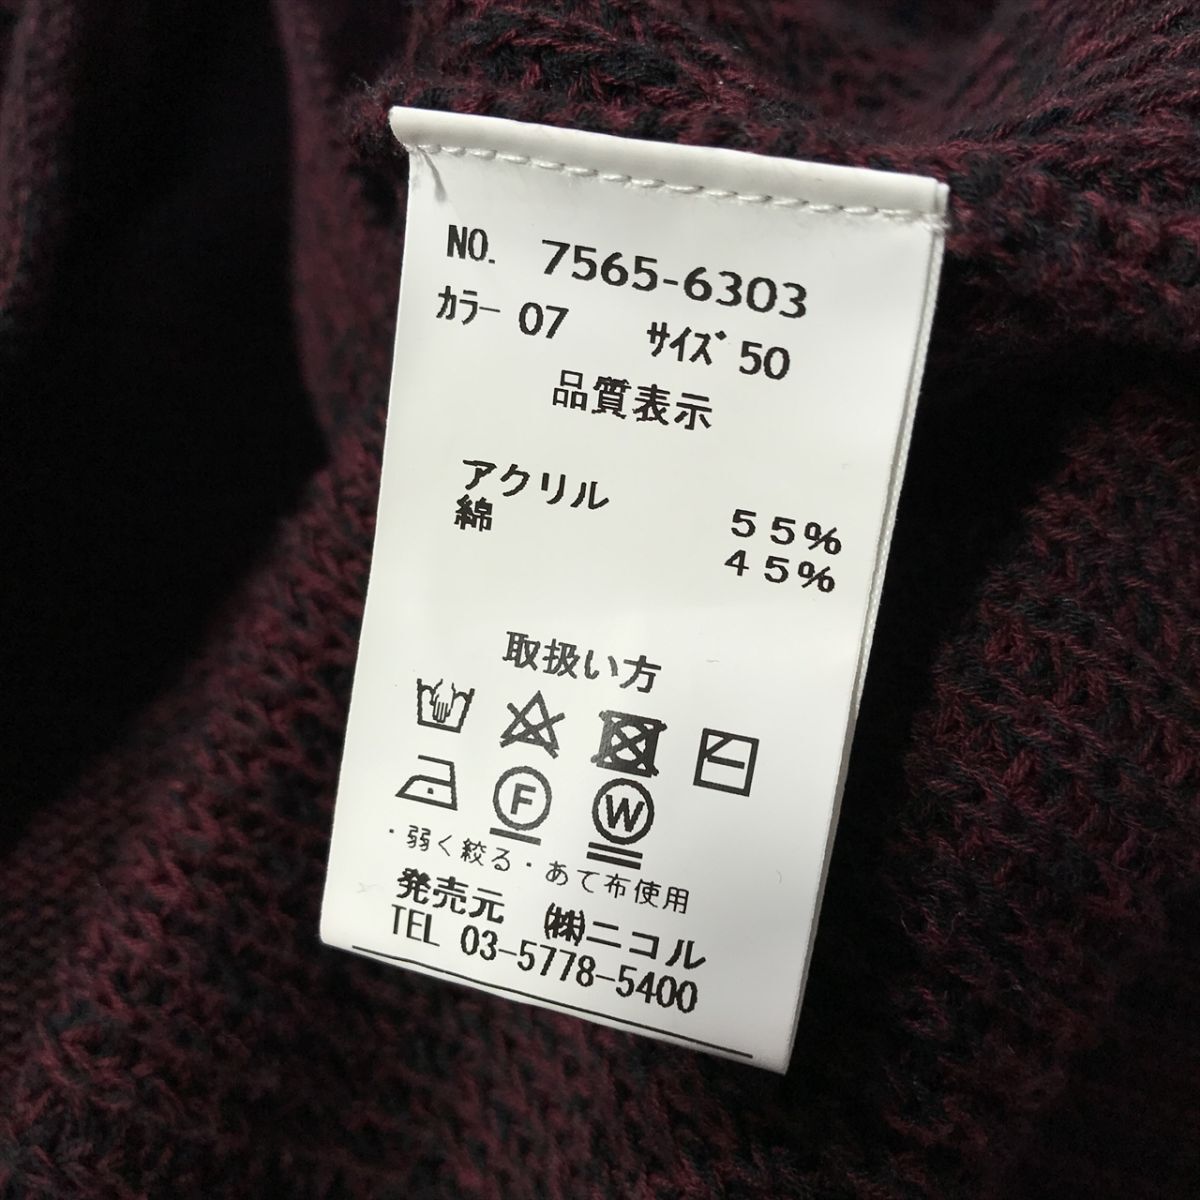 NO. 7565-6303
カラー 07 サイズ 50
品質表示
アクリル 55%
綿 45%
取扱い方
F W
・弱く絞る・あて布使用
発売元 ㈱ニコル
TEL 03-5778-5400